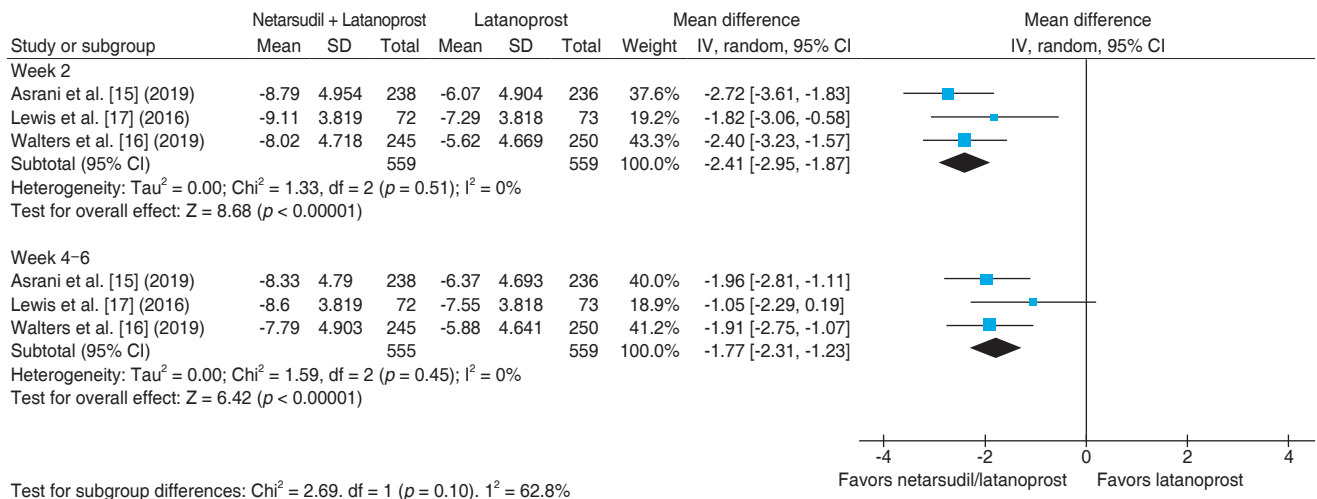 Netarsudil + Latanoprost Latanoprost Mean difference Mean difference
Study or subgroup Mean SD Total Mean SD Total Weight IV, random, 95% CI IV, random, 95% CI
Week 2
Asrani et al. [15] (2019) -8.79 4.954 238 -6.07 4.904 236 37.6% -2.72 [-3.61, -1.83]
Lewis et al. [17] (2016) -9.11 3.819 72 -7.29 3.818 73 19.2% -1.82 [-3.06, -0.58]
Walters et al. [16] (2019) -8.02 4.718 245 -5.62 4.669 250 43.3% -2.40 [-3.23, -1.57]
Subtotal (95% CI) 559 559 100.0% -2.41 [-2.95, -1.87]
Heterogeneity: Tau² = 0.00; Chi² = 1.33, df = 2 (p = 0.51); I² = 0%
Test for overall effect: Z = 8.68 (p < 0.00001)
Week 4–6
Asrani et al. [15] (2019) -8.33 4.79 238 -6.37 4.693 236 40.0% -1.96 [-2.81, -1.11]
Lewis et al. [17] (2016) -8.6 3.819 72 -7.55 3.818 73 18.9% -1.05 [-2.29, 0.19]
Walters et al. [16] (2019) -7.79 4.903 245 -5.88 4.641 250 41.2% -1.91 [-2.75, -1.07]
Subtotal (95% CI) 555 559 100.0% -1.77 [-2.31, -1.23]
Heterogeneity: Tau² = 0.00; Chi² = 1.59, df = 2 (p = 0.45); I² = 0%
Test for overall effect: Z = 6.42 (p < 0.00001)
-4 -2 0 2 4
Favors netarsudil/latanoprost Favors latanoprost
Test for subgroup differences: Chi² = 2.69. df = 1 (p = 0.10). 1² = 62.8%